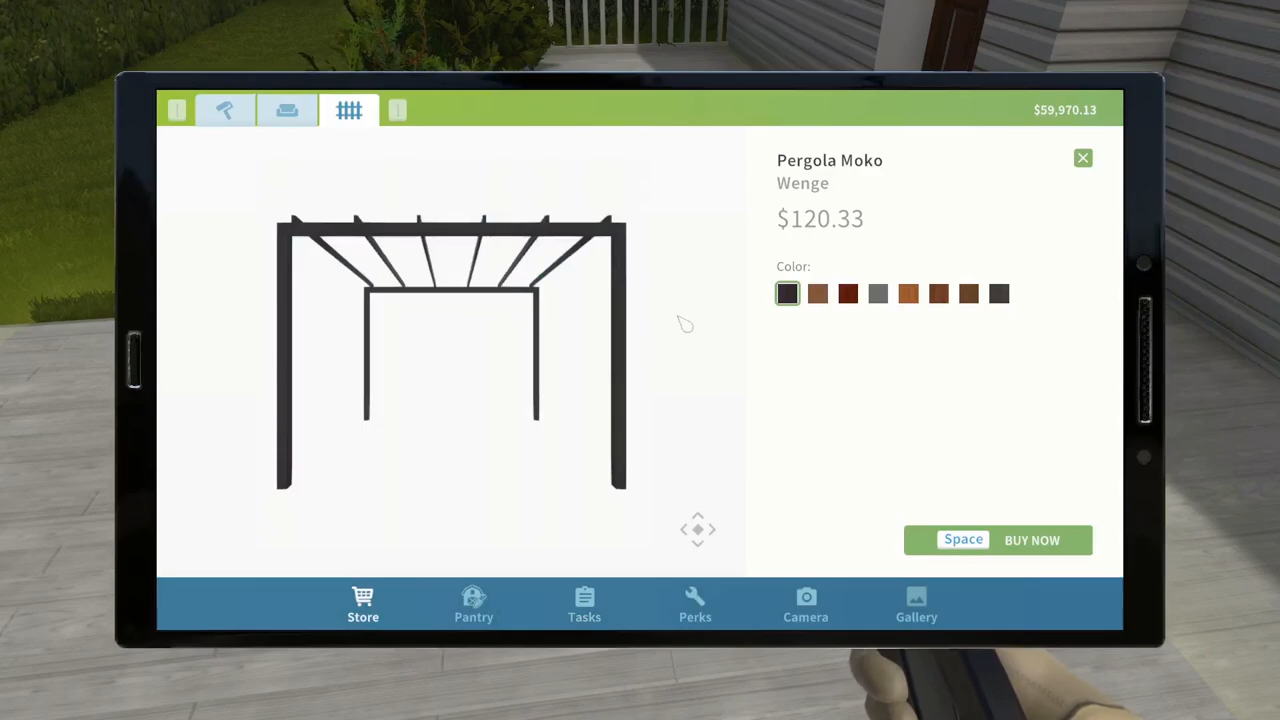 $59,970.13
Pergola Moko
Wenge
$120.33
Color:
Space BUY NOW
Store Pantry Tasks Perks Camera Gallery